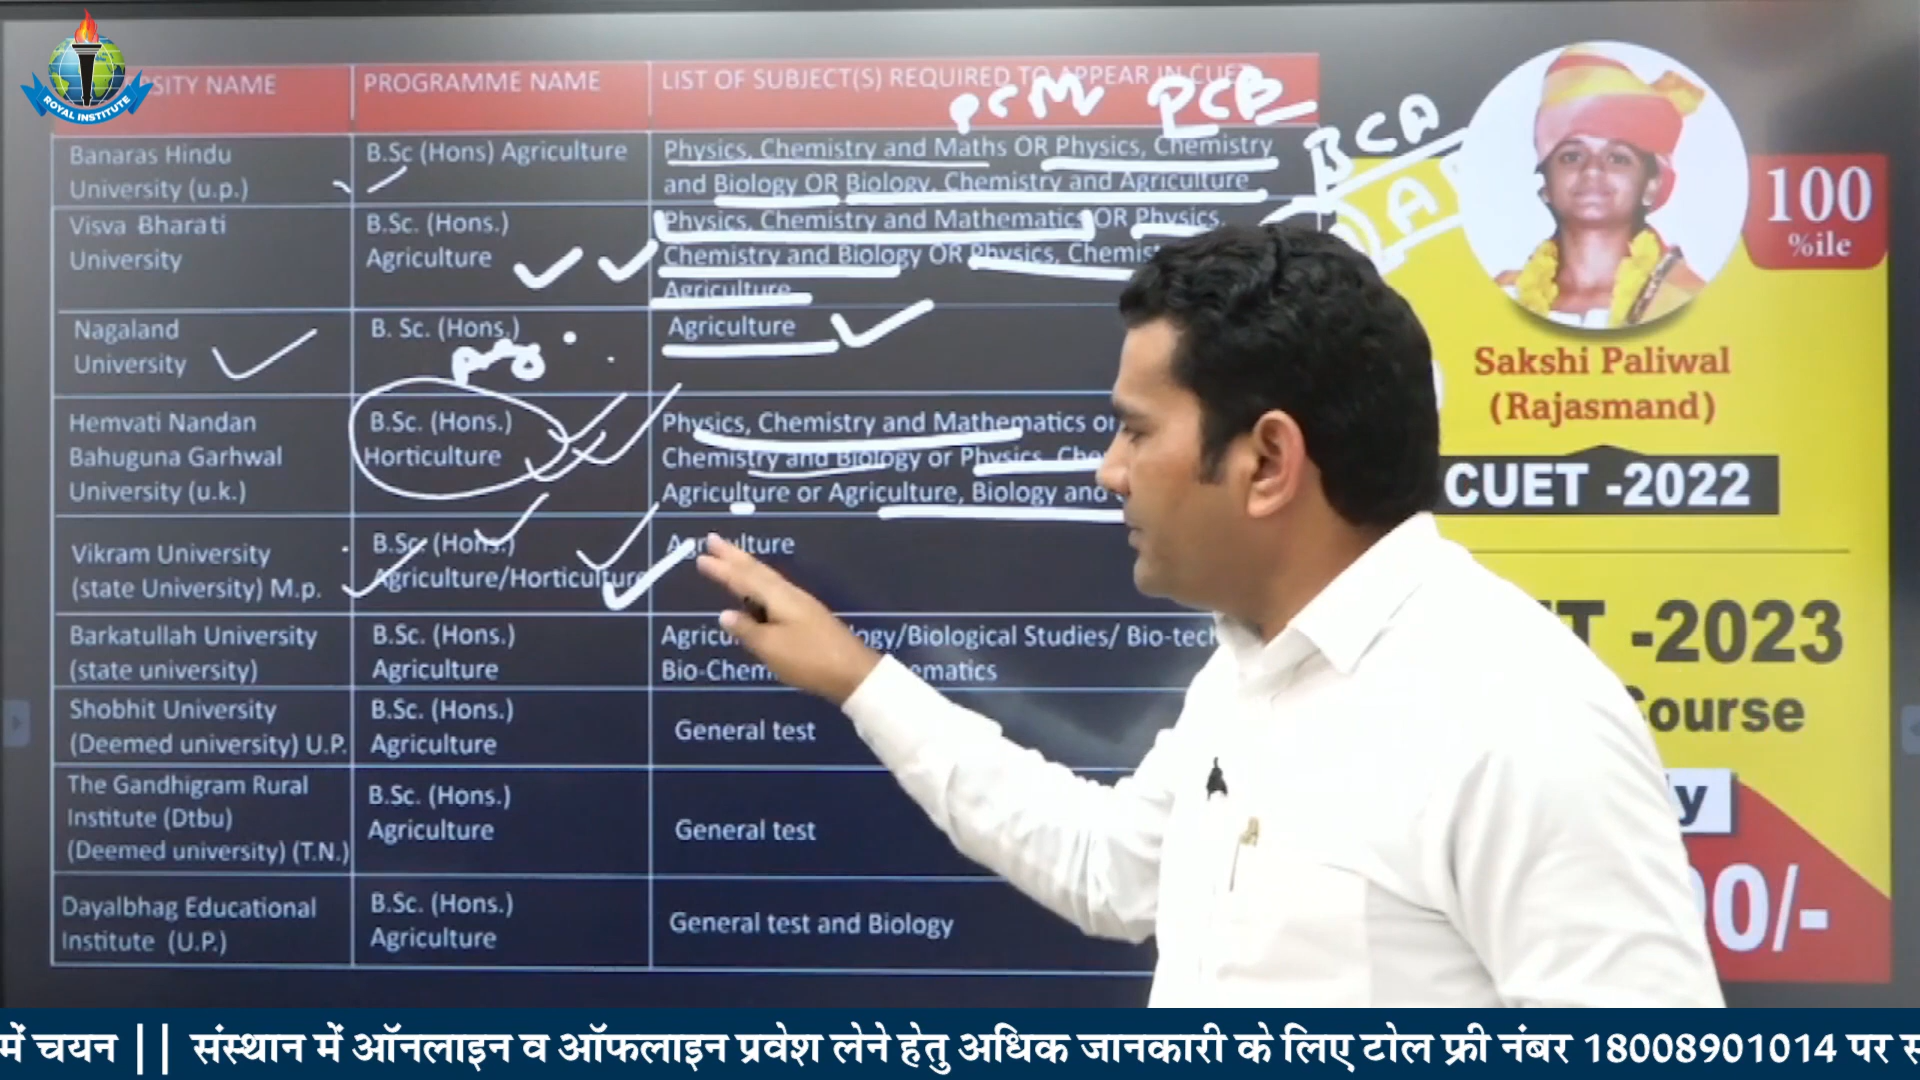 ROYAL INSTITUTE
SITY NAME
PROGRAMME NAME
LIST OF SUBJECT(S) REQUIRED TO APPEAR IN CUET
PCM PCB
BCA
Banaras Hindu
University (u.p.)
B.Sc (Hons) Agriculture
Physics, Chemistry and Maths OR Physics, Chemistry
and Biology OR Biology, Chemistry and Agriculture
Visva Bharati
University
B.Sc. (Hons.)
Agriculture
Physics, Chemistry and Mathematics OR Physics,
Chemistry and Biology OR Physics, Chemist
Agriculture
Nagaland
University
B. Sc. (Hons.)
Agriculture
Hemvati Nandan
Bahuguna Garhwal
University (u.k.)
B.Sc. (Hons.)
Horticulture
Physics, Chemistry and Mathematics or
Chemistry and Biology or Physics, Che
Agriculture or Agriculture, Biology and
Vikram University
(state University) M.p.
B.Sc. (Hons.)
Agriculture/Horticulture
Agriculture
Barkatullah University
(state university)
B.Sc. (Hons.)
Agriculture
Agricu ogy/Biological Studies/ Bio-tech
Bio-Chem ematics
Shobhit University
(Deemed university) U.P.
B.Sc. (Hons.)
Agriculture
General test
The Gandhigram Rural
Institute (Dtbu)
(Deemed university) (T.N.)
B.Sc. (Hons.)
Agriculture
General test
Dayalbhag Educational
Institute (U.P.)
B.Sc. (Hons.)
Agriculture
General test and Biology
100
%ile
Sakshi Paliwal
(Rajasmand)
CUET -2022
T -2023
ourse
y
00/-
में चयन || संस्थान में ऑनलाइन व ऑफलाइन प्रवेश लेने हेतु अधिक जानकारी के लिए टोल फ्री नंबर 18008901014 पर स